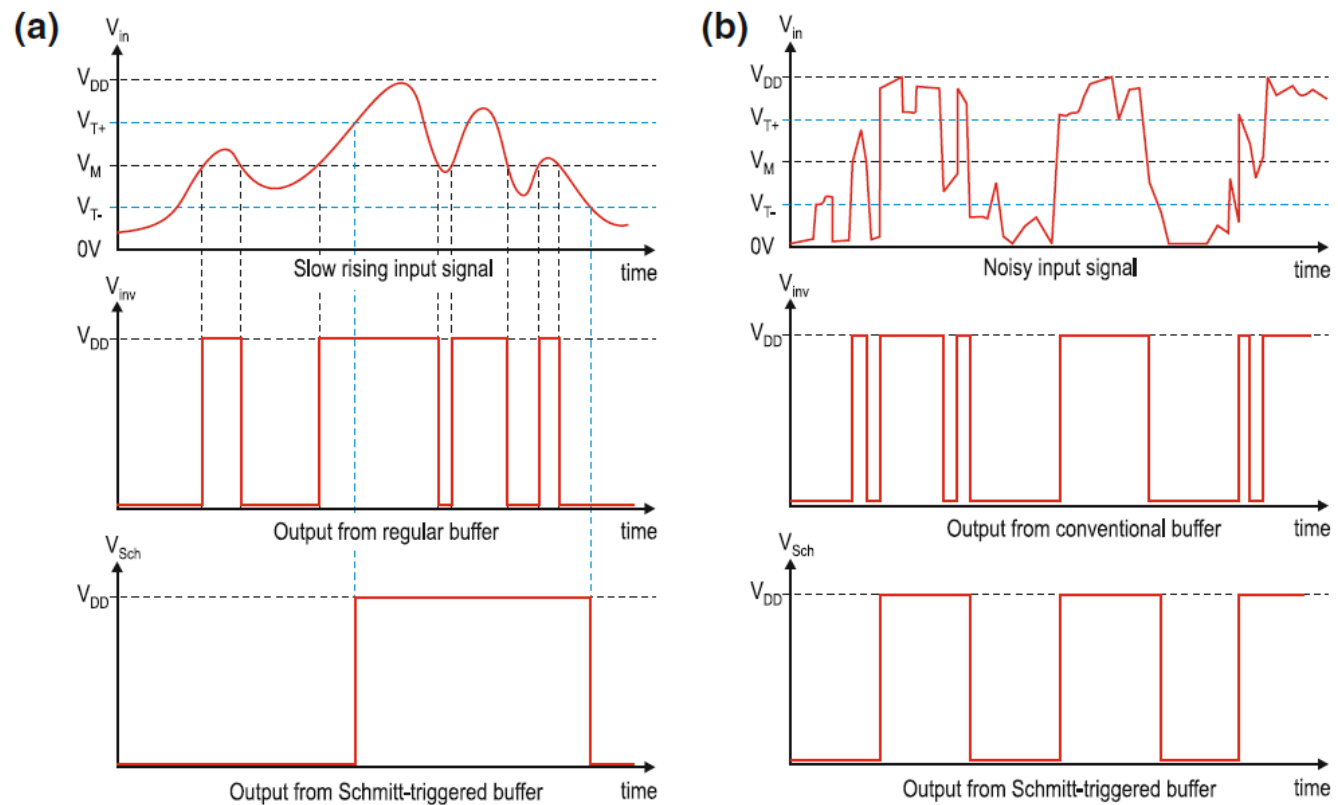 (a)
V_in
V_DD
V_T+
V_M
V_T-
0V
Slow rising input signal
time
V_inv
V_DD
Output from regular buffer
time
V_Sch
V_DD
Output from Schmitt-triggered buffer
time
(b)
V_in
V_DD
V_T+
V_M
V_T-
0V
Noisy input signal
time
V_inv
V_DD
Output from conventional buffer
time
V_Sch
V_DD
Output from Schmitt-triggered buffer
time